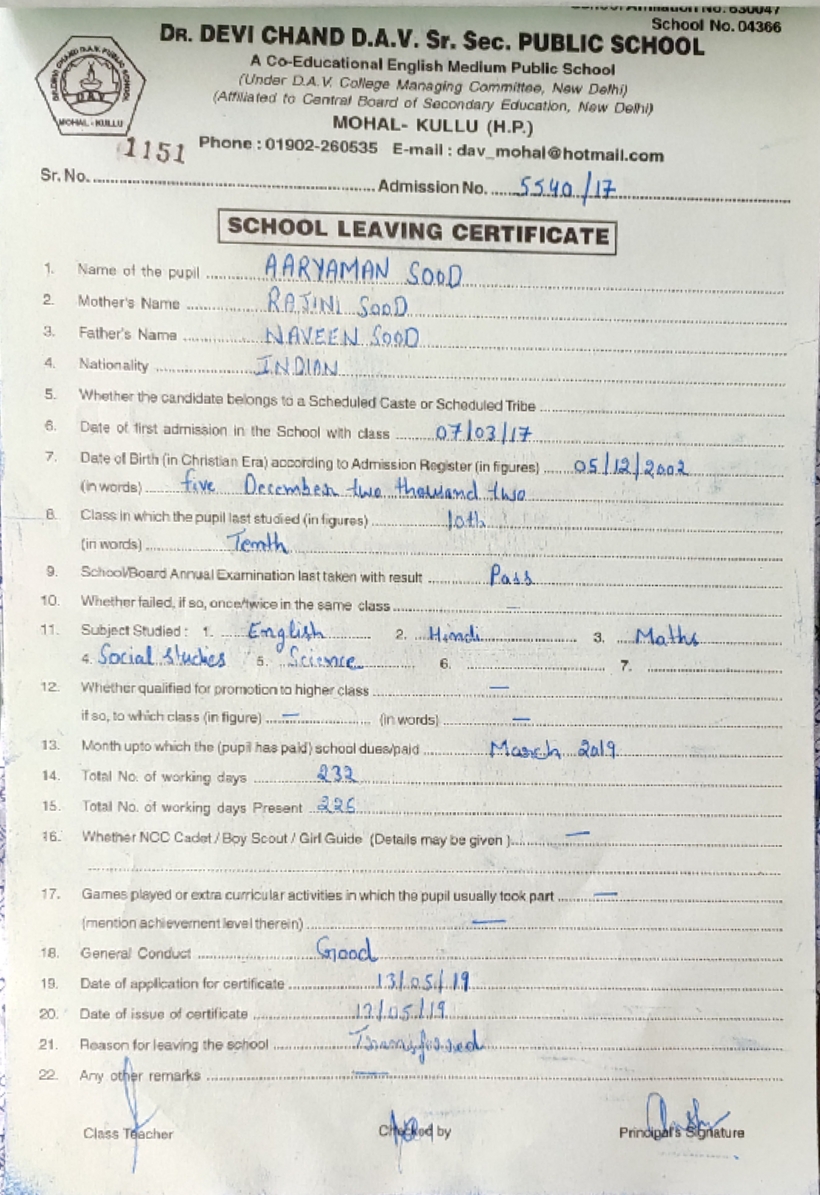 School Affiliation No. 630047
School No. 04366
DR. DEVI CHAND D.A.V. Sr. Sec. PUBLIC SCHOOL
A Co-Educational English Medium Public School
(Under D.A.V. College Managing Committee, New Delhi)
(Affiliated to Central Board of Secondary Education, New Delhi)
MOHAL- KULLU (H.P.)
D.A.V.
MOHAL - KULLU
1151
Phone : 01902-260535 E-mail : dav_mohal@hotmail.com
Sr. No. Admission No. 5540/17
SCHOOL LEAVING CERTIFICATE
1. Name of the pupil AARYAMAN SOOD
2. Mother's Name RAJINI SOOD
3. Father's Name NAVEEN SOOD
4. Nationality INDIAN
5. Whether the candidate belongs to a Scheduled Caste or Scheduled Tribe
6. Date of first admission in the School with class 07/03/17
7. Date of Birth (in Christian Era) according to Admission Register (in figures) 05/12/2002
(in words) five December two thousand two
8. Class in which the pupil last studied (in figures) 10th
(in words) Tenth
9. School/Board Annual Examination last taken with result Pass
10. Whether failed, if so, once/twice in the same class —
11. Subject Studied : 1. English 2. Hindi 3. Maths
4. Social Studies 5. Science 6. 7.
12. Whether qualified for promotion to higher class —
if so, to which class (in figure) — (in words) —
13. Month upto which the (pupil has paid) school dues/paid March 2019
14. Total No. of working days 232
15. Total No. of working days Present 226
16. Whether NCC Cadet / Boy Scout / Girl Guide (Details may be given ) —
17. Games played or extra curricular activities in which the pupil usually took part —
(mention achievement level therein) —
18. General Conduct Good
19. Date of application for certificate 13/05/19
20. Date of issue of certificate 13/05/19
21. Reason for leaving the school
22. Any other remarks —
Class Teacher Checked by Principal's Signature